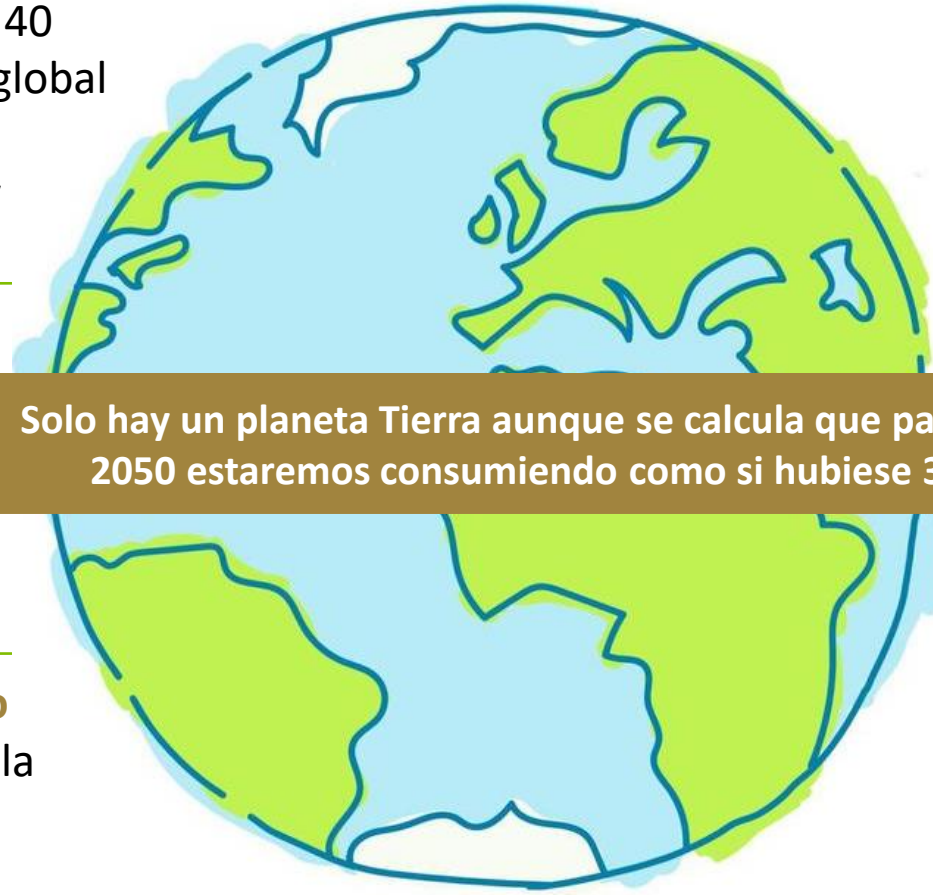 40
global
Solo hay un planeta Tierra aunque se calcula que pa
2050 estaremos consumiendo como si hubiese 3
o
la